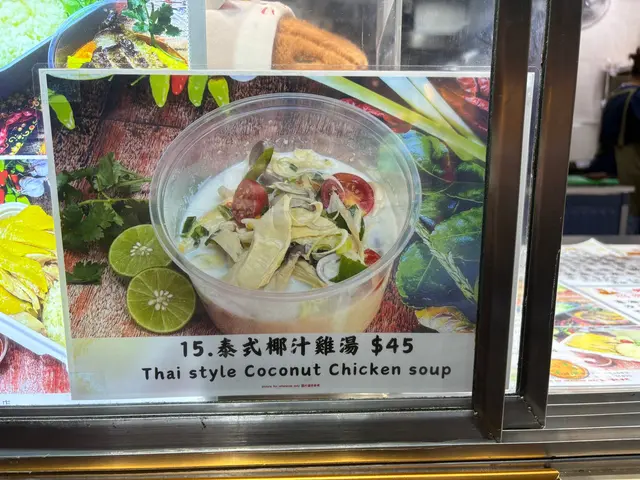 15.泰式椰汁雞湯 $45
Thai style Coconut Chicken soup